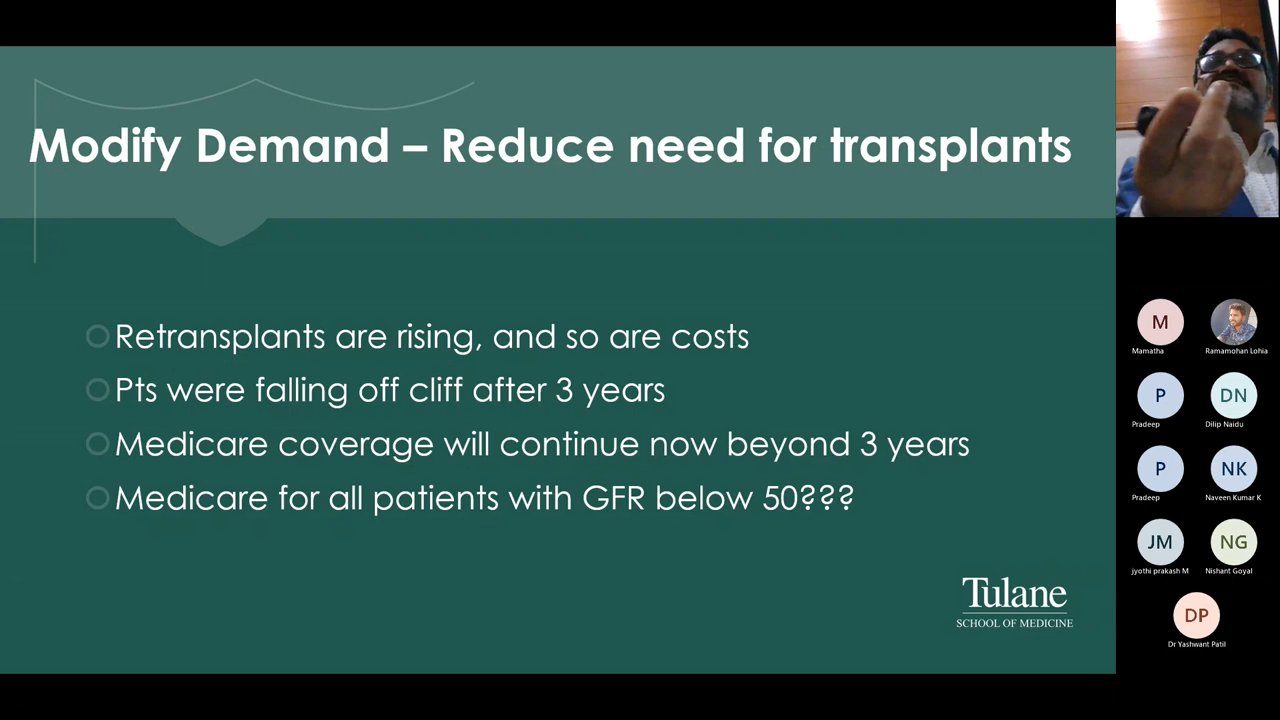 Modify Demand – Reduce need for transplants
Retransplants are rising, and so are costs
Pts were falling off cliff after 3 years
Medicare coverage will continue now beyond 3 years
Medicare for all patients with GFR below 50???
Tulane
SCHOOL OF MEDICINE
M
Mamatha
Ramamohan Lohia
P
Pradeep
DN
Dilip Naidu
P
Pradeep
NK
Naveen Kumar K
JM
jyothi prakash M
NG
Nishant Goyal
DP
Dr Yashwant Patil